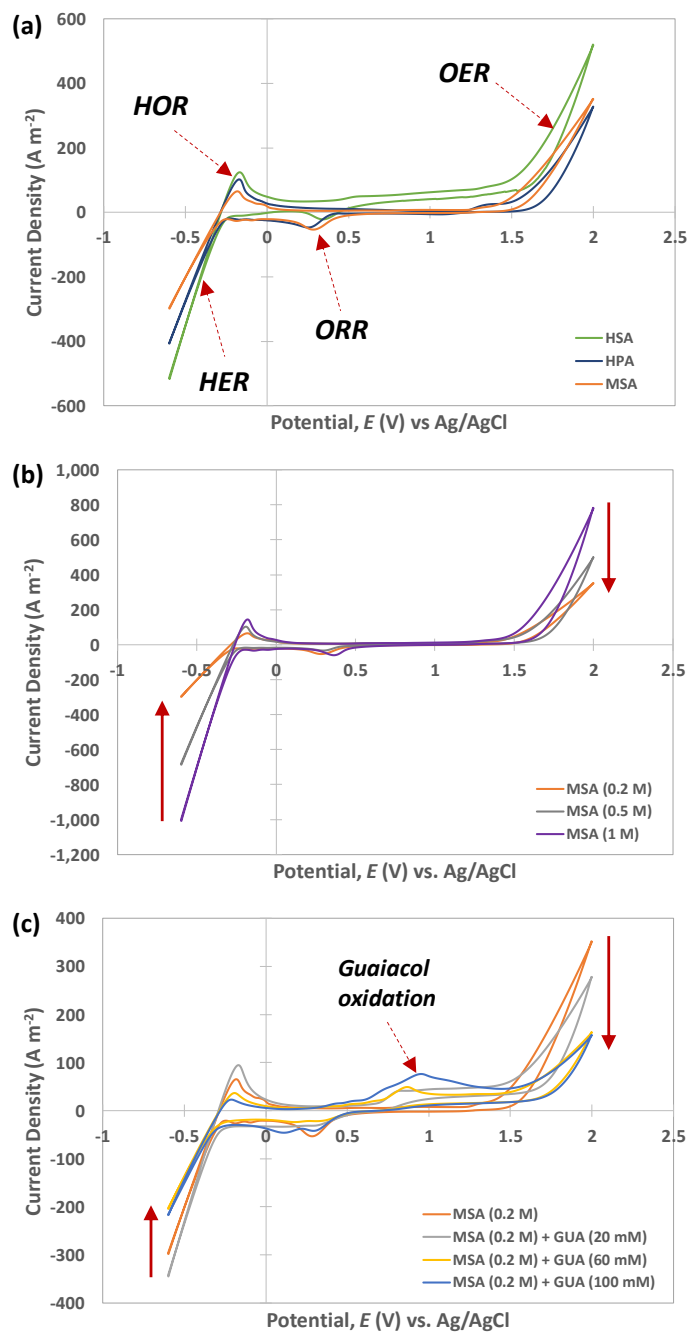 (a)
600
400
200
0
-200
-400
-600
-1
-0.5
0
0.5
1
1.5
2
2.5
Current Density (A m-2)
Potential, E (V) vs Ag/AgCl
HOR
OER
HER
ORR
HSA
HPA
MSA
(b)
1,000
800
600
400
200
0
-200
-400
-600
-800
-1,000
-1,200
-1
-0.5
0
0.5
1
1.5
2
2.5
Current Density (A m-2)
Potential, E (V) vs. Ag/AgCl
MSA (0.2 M)
MSA (0.5 M)
MSA (1 M)
(c)
400
300
200
100
0
-100
-200
-300
-400
-1
-0.5
0
0.5
1
1.5
2
2.5
Current Density (A m-2)
Potential, E (V) vs. Ag/AgCl
Guaiacol
oxidation
MSA (0.2 M)
MSA (0.2 M) + GUA (20 mM)
MSA (0.2 M) + GUA (60 mM)
MSA (0.2 M) + GUA (100 mM)